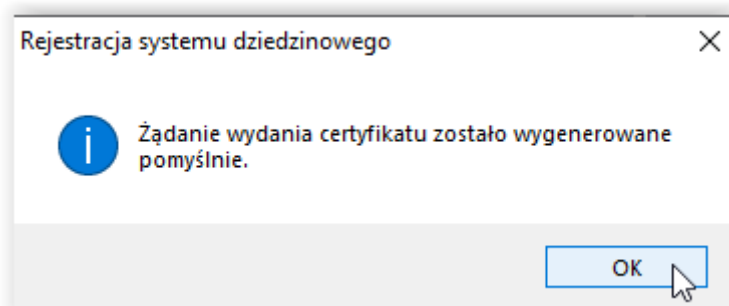 Rejestracja systemu dziedzinowego
Żądanie wydania certyfikatu zostało wygenerowane
pomyślnie.
OK